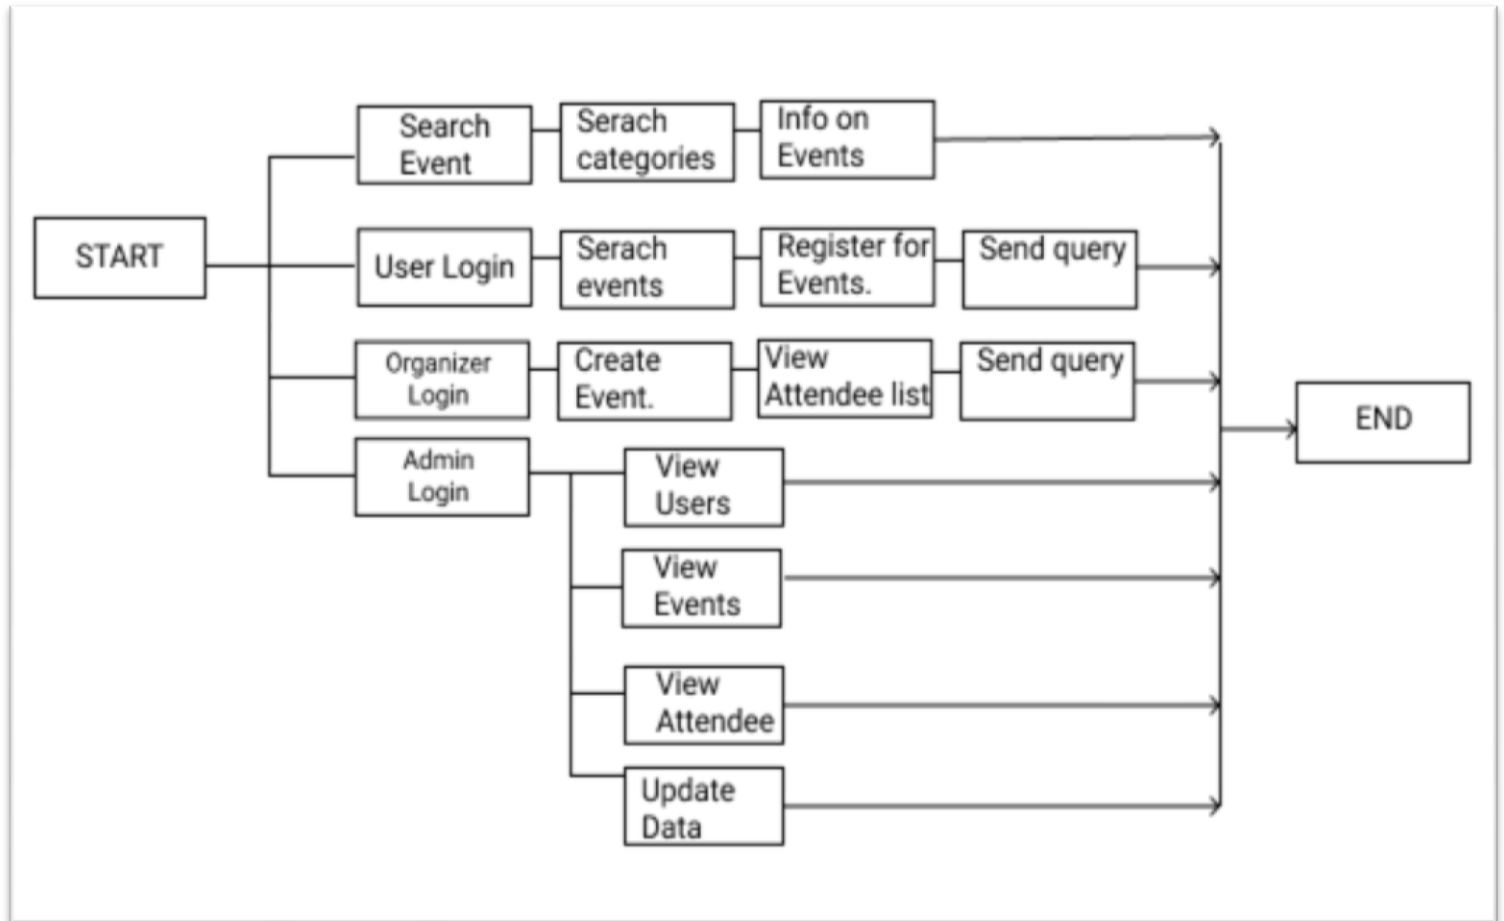 Search
Event
Serach
categories
Info on
Events
START
User Login
Serach
events
Register for
Events.
Send query
Organizer
Login
Create
Event.
View
Attendee list
Send query
END
Admin
Login
View
Users
View
Events
View
Attendee
Update
Data